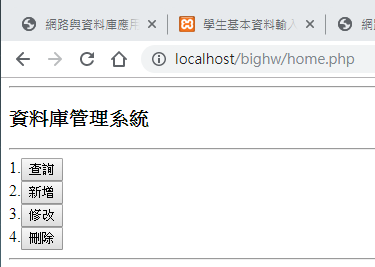 網路與資料庫應用
學生基本資料輸入
網路
localhost/bighw/home.php
資料庫管理系統
1.查詢
2.新增
3.修改
4.刪除